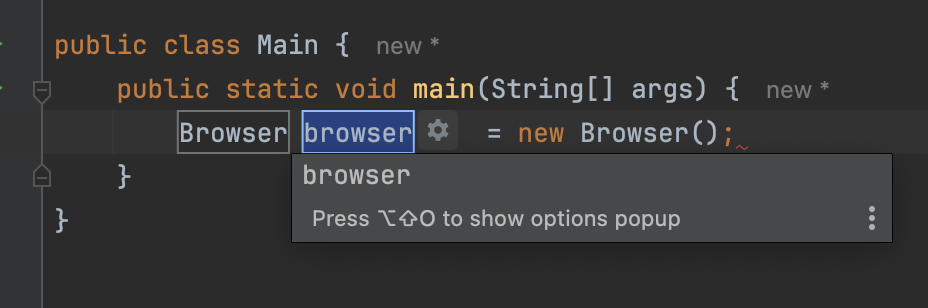 public class Main {  new *
public static void main(String[] args) {  new *
Browser browser = new Browser();
browser
}
Press ⌥⇧O to show options popup
}